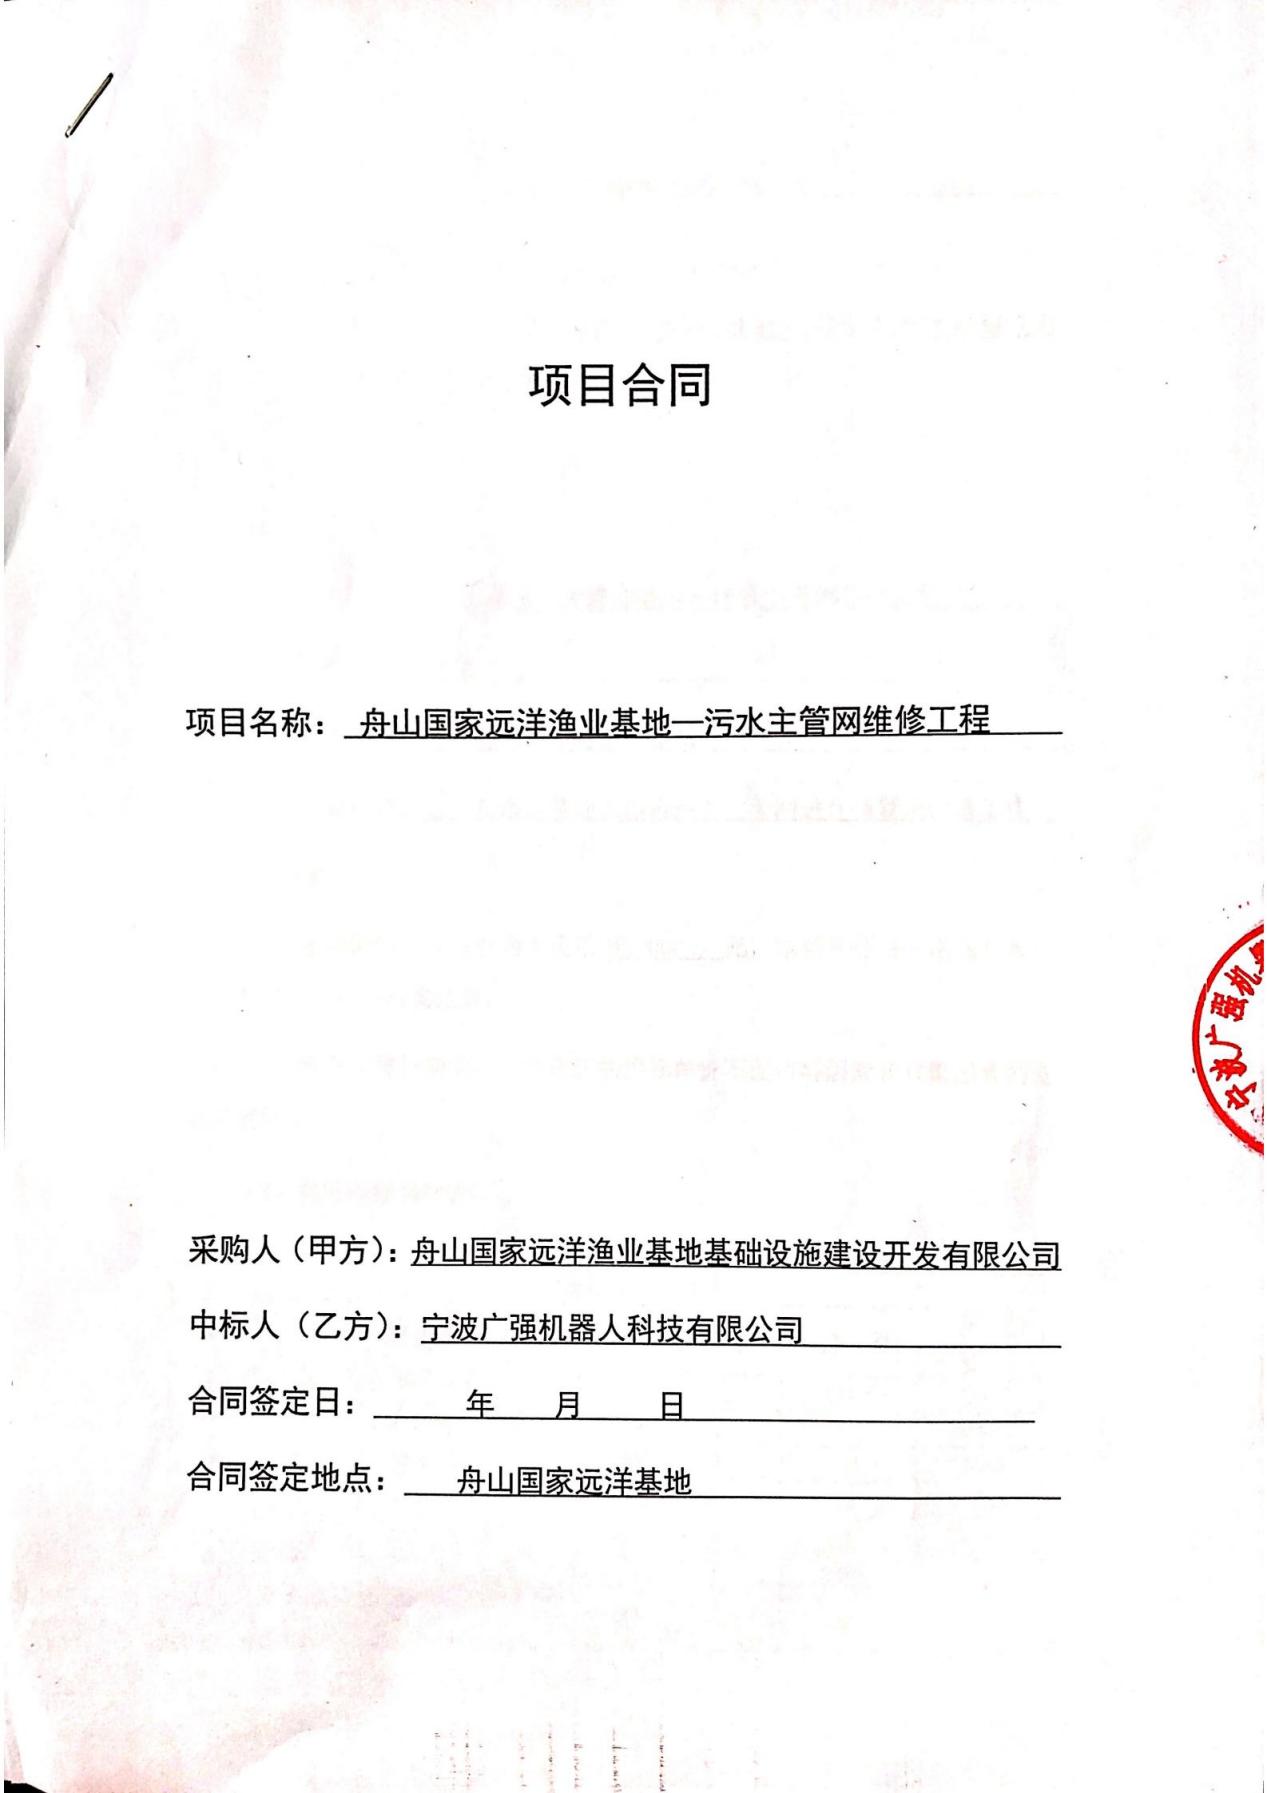 项目合同
项目名称：舟山国家远洋渔业基地—污水主管网维修工程
宁波广强机
采购人（甲方）：舟山国家远洋渔业基地基础设施建设开发有限公司
中标人（乙方）：宁波广强机器人科技有限公司
合同签定日：年 月 日
合同签定地点：舟山国家远洋基地